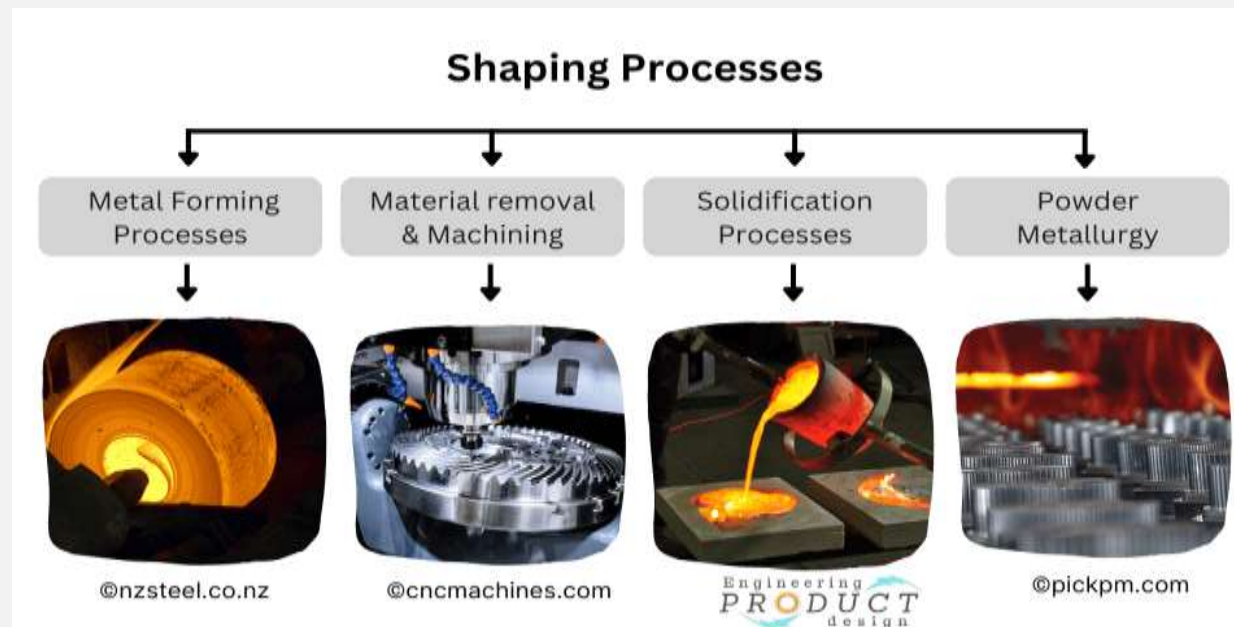 Shaping Processes
Metal Forming
Processes
Material removal
& Machining
Solidification
Processes
Powder
Metallurgy
©nzsteel.co.nz
©cncmachines.com
Engineering
PRODUCT
design
©pickpm.com